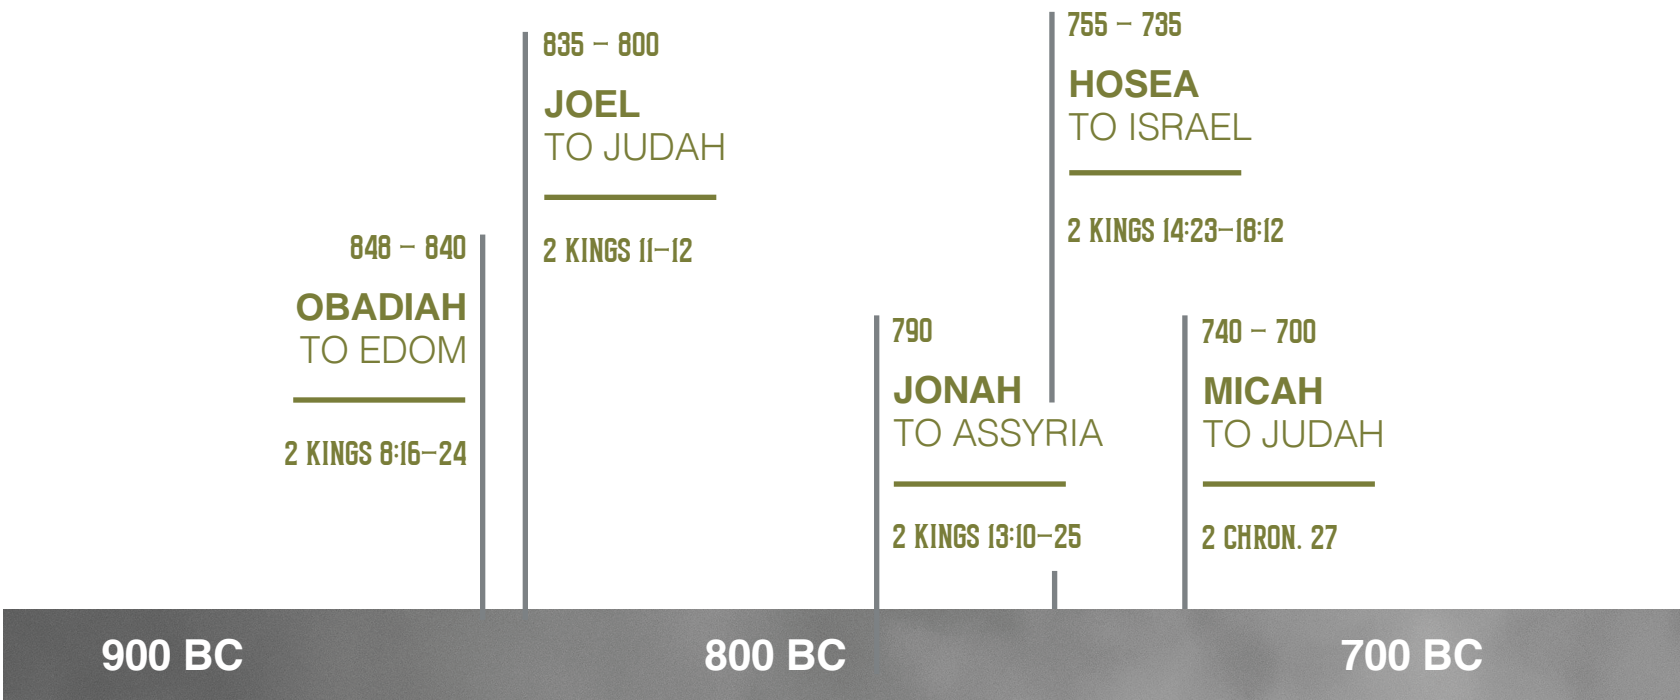 848 – 840
OBADIAH
TO EDOM
2 KINGS 8:16–24
835 – 800
JOEL
TO JUDAH
2 KINGS 11–12
790
JONAH
TO ASSYRIA
2 KINGS 13:10–25
755 – 735
HOSEA
TO ISRAEL
2 KINGS 14:23–18:12
740 – 700
MICAH
TO JUDAH
2 CHRON. 27
900 BC
800 BC
700 BC